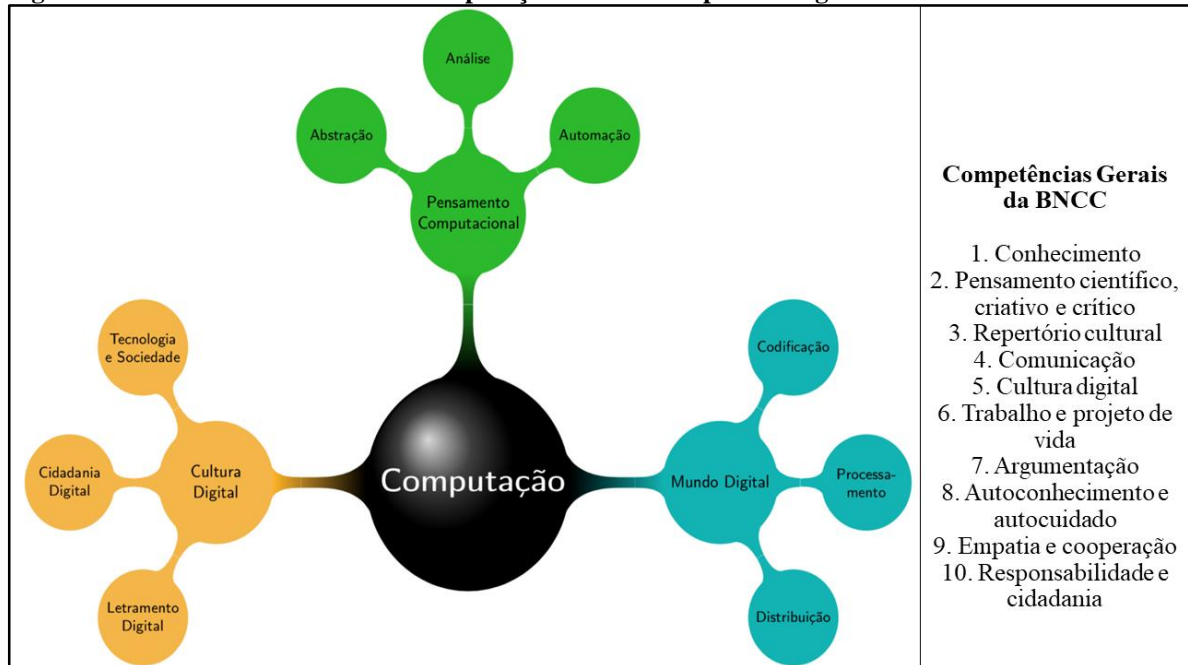 Análise
Abstração
Automação
Pensamento
Computacional
Tecnologia
e Sociedade
Cidadania
Digital
Cultura
Digital
Letramento
Digital
Computação
Mundo Digital
Codificação
Processa-
mento
Distribuição
Competências Gerais
da BNCC
1. Conhecimento
2. Pensamento científico,
criativo e crítico
3. Repertório cultural
4. Comunicação
5. Cultura digital
6. Trabalho e projeto de
vida
7. Argumentação
8. Autoconhecimento e
autocuidado
9. Empatia e cooperação
10. Responsabilidade e
cidadania